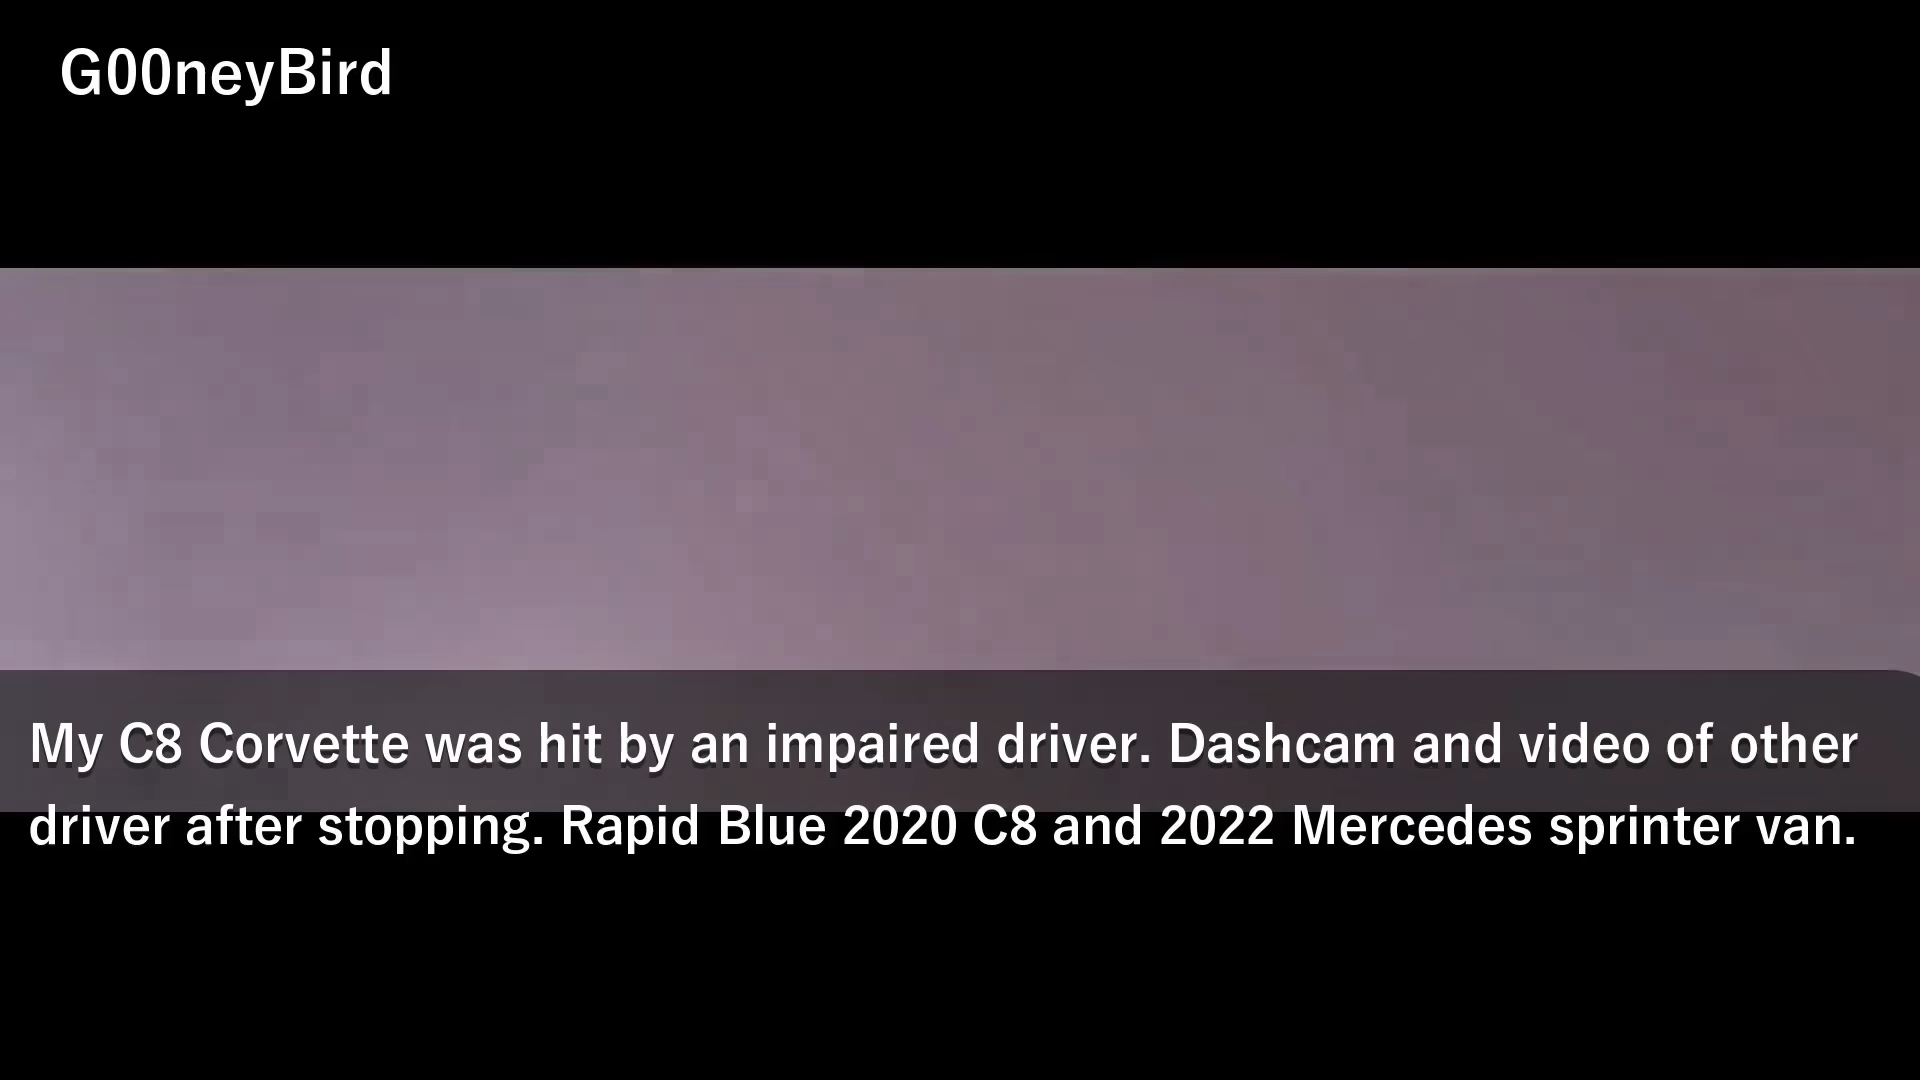 G00neyBird
My C8 Corvette was hit by an impaired driver. Dashcam and video of other
driver after stopping. Rapid Blue 2020 C8 and 2022 Mercedes sprinter van.